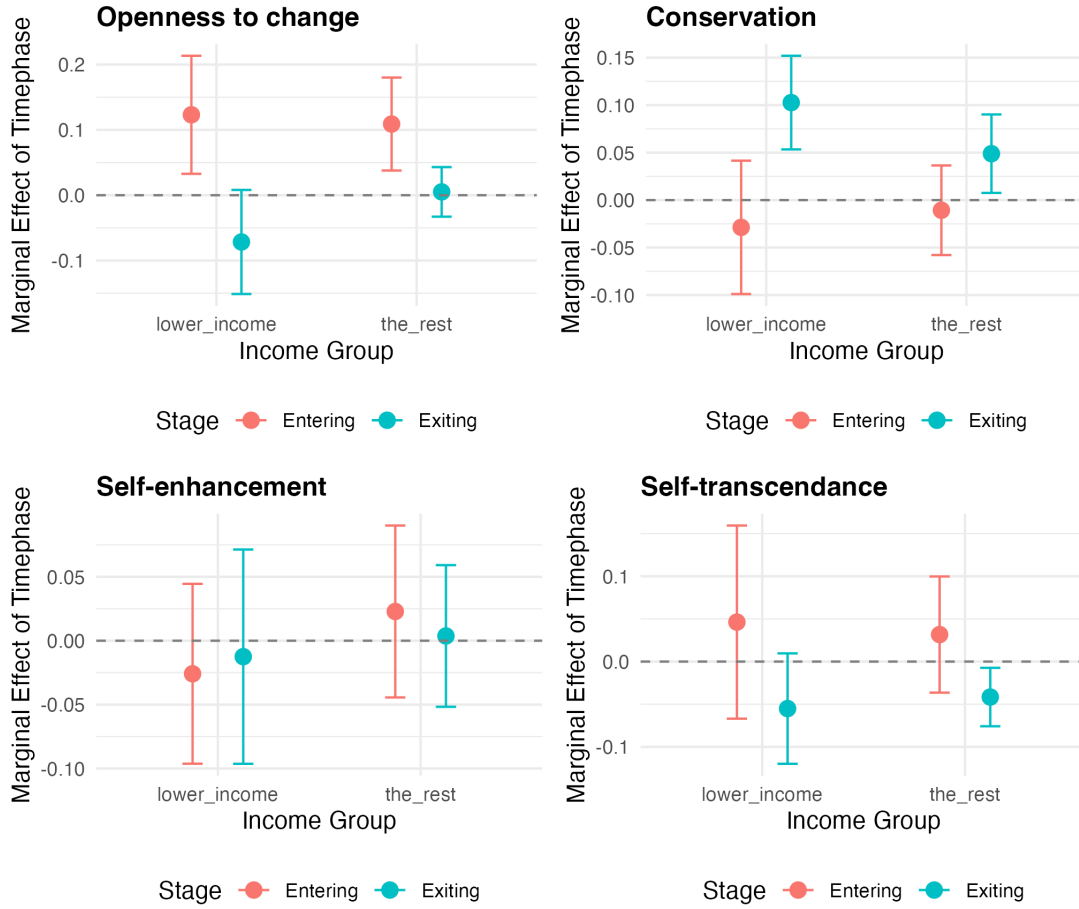 Openness to change
Marginal Effect of Timephase
0.2
0.1
0.0
-0.1
lower_income the_rest
Income Group
Stage Entering Exiting
Conservation
Marginal Effect of Timephase
0.15
0.10
0.05
0.00
-0.05
-0.10
lower_income the_rest
Income Group
Stage Entering Exiting
Self-enhancement
Marginal Effect of Timephase
0.05
0.00
-0.05
-0.10
lower_income the_rest
Income Group
Stage Entering Exiting
Self-transcendance
Marginal Effect of Timephase
0.1
0.0
-0.1
lower_income the_rest
Income Group
Stage Entering Exiting